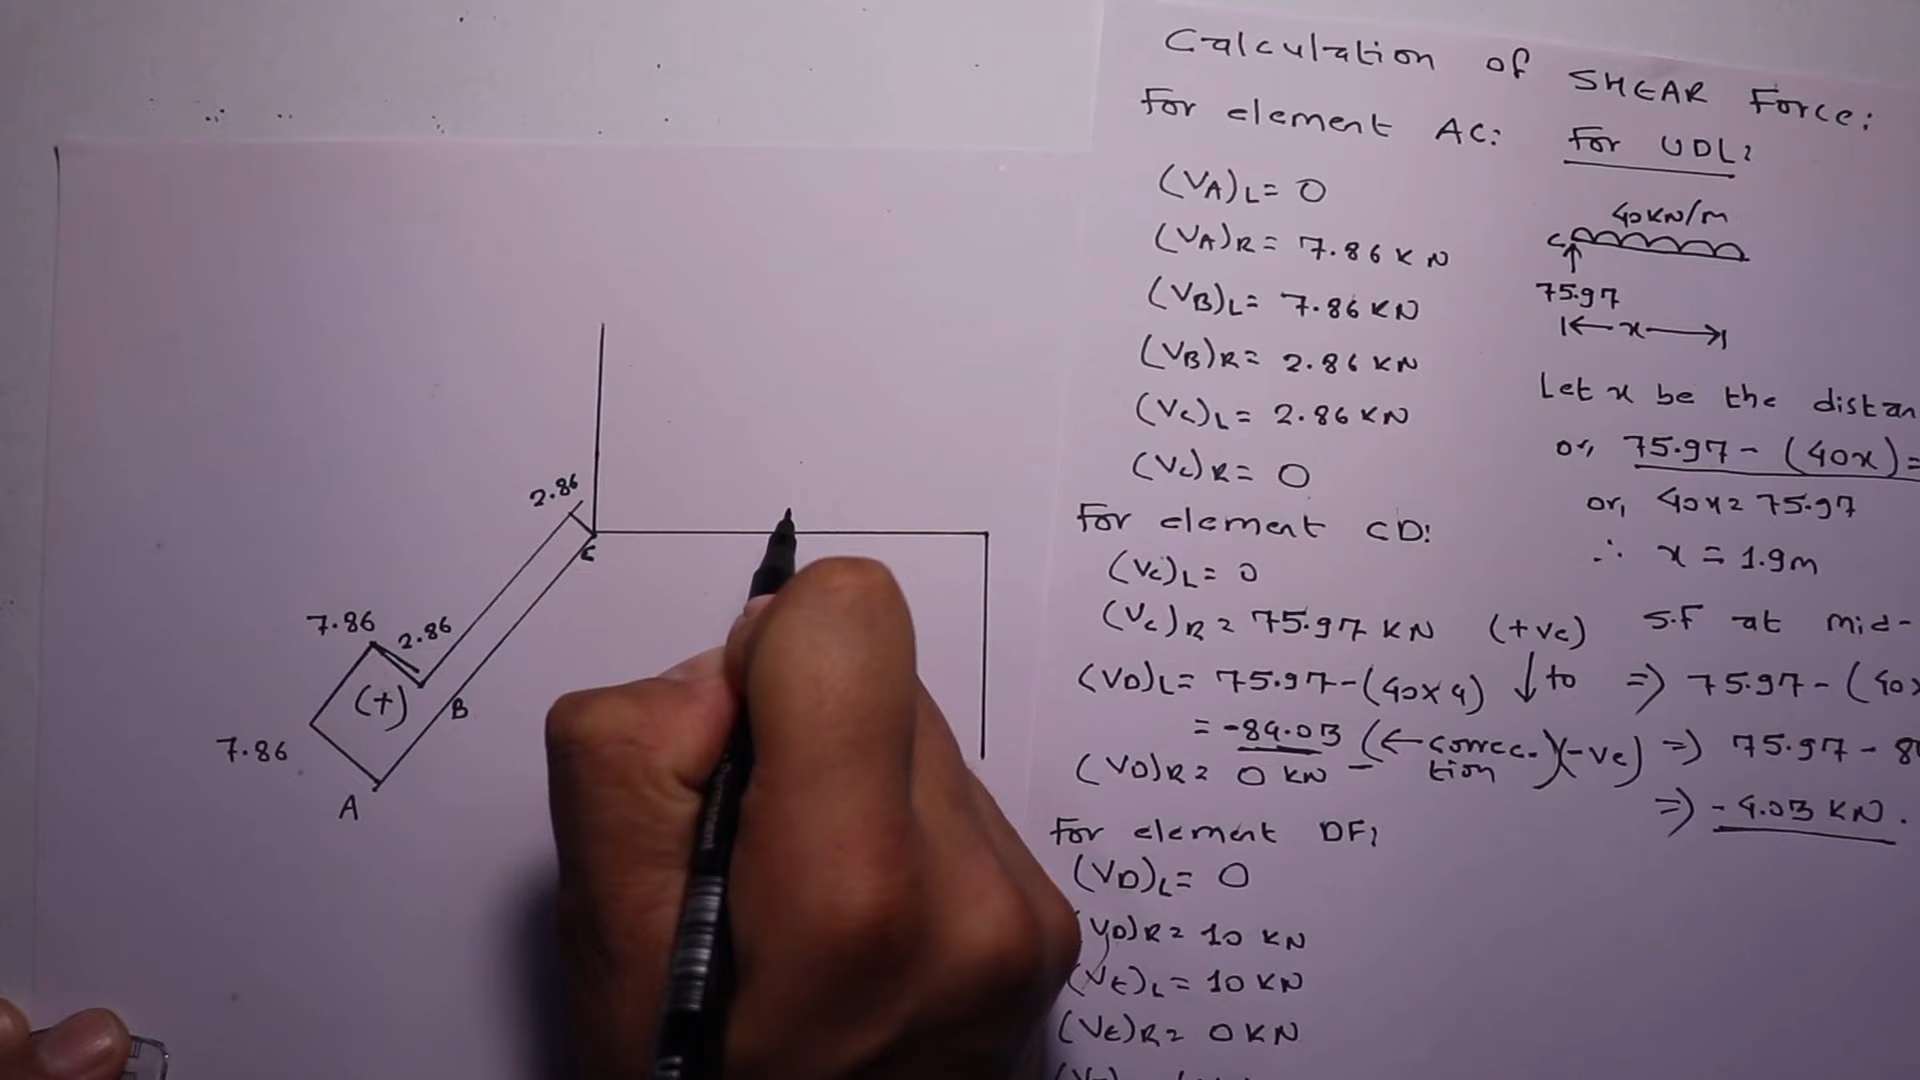 Calculation of SHEAR Force:
For element AC: For UDL:
(VA)L = 0
(VA)R = 7.86 KN
(VB)L = 7.86 KN
(VB)R = 2.86 KN
(VC)L = 2.86 KN
(VC)R = 0
For element CD:
(VC)L = 0
(VC)R = 75.97 KN (+ve)
(VD)L = 75.97 - (40x4) ↓ to
= -84.03 (← correc.tion)(-ve)
(VD)R = 0 KN -
For element DF:
(VD)L = 0
(VD)R = 10 KN
(VE)L = 10 KN
(VE)R = 0 KN
40KN/m
C
75.97
x
Let x be the
or, 75.97 - (40x) =
or, 40x = 75.97
∴ x = 1.9m
S.F at mid-
=> 75.97 - (40x
=> 75.97 - 8
=> -4.03 KN.
2.86
C
7.86
2.86
(+)
B
7.86
A